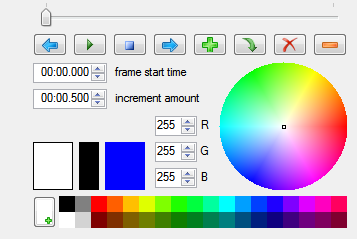 00:00.000 frame start time
00:00.500 increment amount
255 R
255 G
255 B